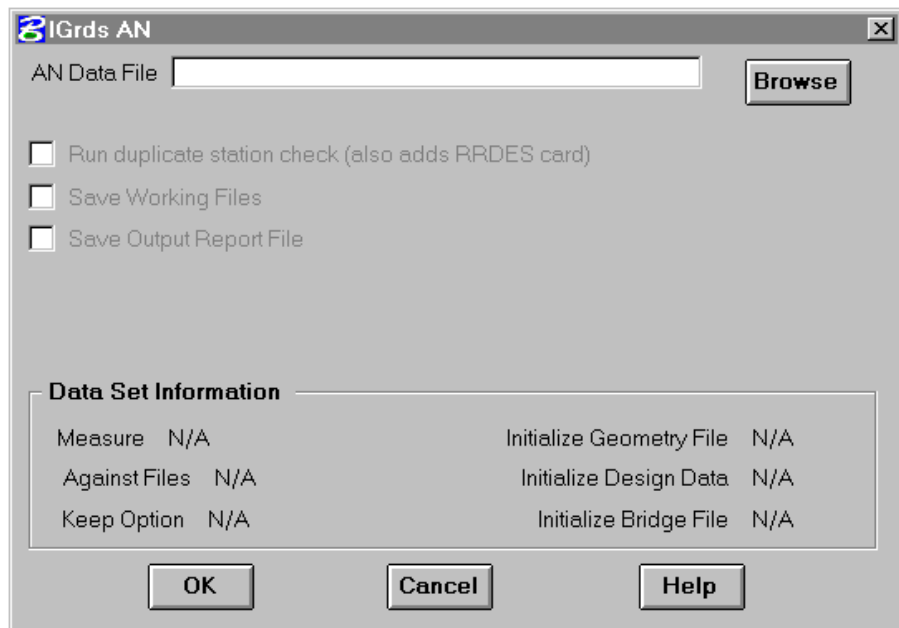 IGrds AN
AN Data File
Browse
Run duplicate station check (also adds RRDES card)
Save Working Files
Save Output Report File
Data Set Information
Measure N/A Initialize Geometry File N/A
Against Files N/A Initialize Design Data N/A
Keep Option N/A Initialize Bridge File N/A
OK Cancel Help